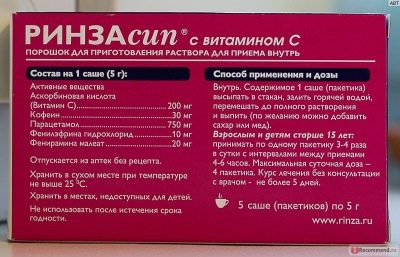 РИНЗАсип® с витамином С
ПОРОШОК ДЛЯ ПРИГОТОВЛЕНИЯ РАСТВОРА ДЛЯ ПРИЕМА ВНУТРЬ
Состав на 1 саше (5 г):
Активные вещества
Аскорбиновая кислота
(Витамин С) 200 мг
Кофеин 30 мг
Парацетамол 750 мг
Фенилэфрина гидрохлорид 10 мг
Фенирамина малеат 20 мг
Отпускается из аптек без рецепта.
Хранить в сухом месте при температуре
не выше 25 °С.
Хранить в местах, недоступных для детей.
Не использовать после истечения срока
годности.
Способ применения и дозы
Внутрь. Содержимое 1 саше (пакетика)
высыпать в стакан, залить горячей водой,
перемешать до полного растворения
и выпить (по желанию можно добавить
сахар или мед).
Взрослым и детям старше 15 лет:
принимать по одному пакетику 3-4 раза
в сутки с интервалами между приемами
4-6 часов. Максимальная суточная доза –
4 пакетика. Курс лечения без консультации
с врачом - не более 5 дней.
5 саше (пакетиков) по 5 г
www.rinza.ru
ABT
iRecommend.ru